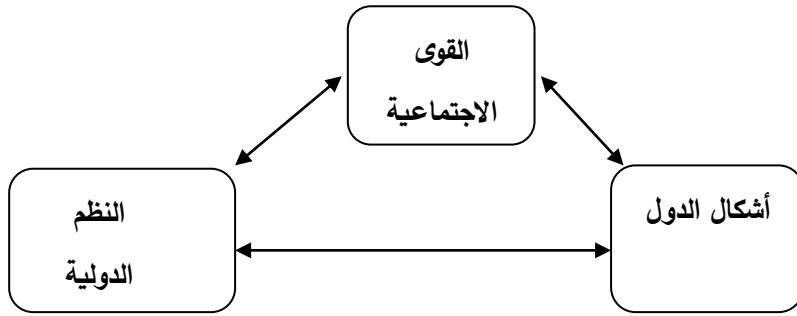 القوى
الاجتماعية
أشكال الدول
النظم
الدولية